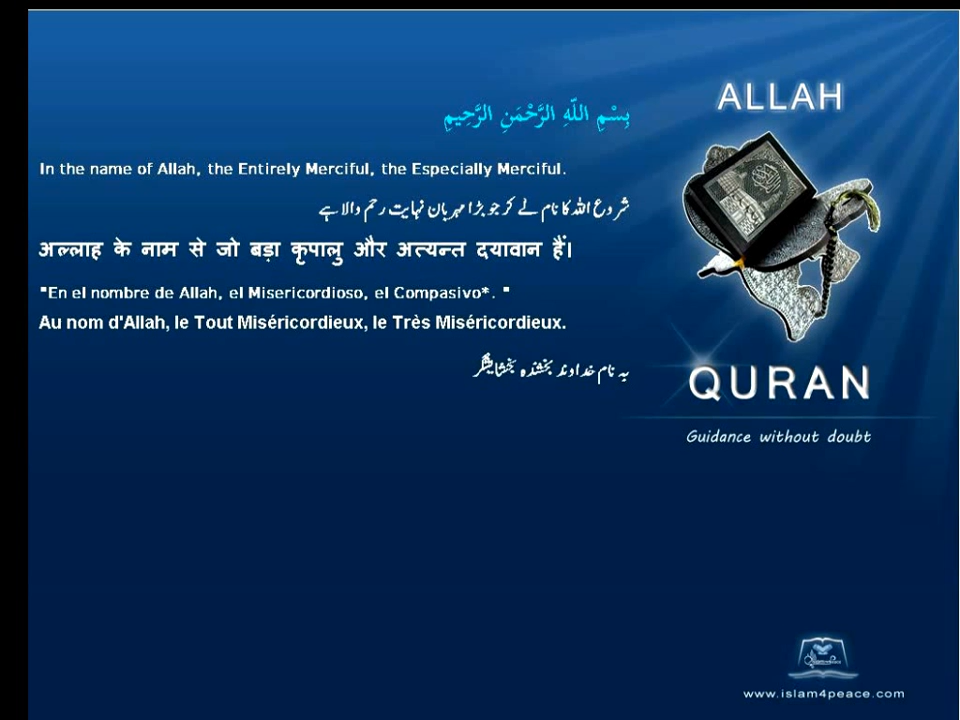 بِسْمِ اللَّهِ الرَّحْمَنِ الرَّحِيمِ
In the name of Allah, the Entirely Merciful, the Especially Merciful.
شروع اللہ کا نام لے کر جو بڑا مہربان نہایت رحم والا ہے
अल्लाह के नाम से जो बड़ा कृपालु और अत्यन्त दयावान हैं।
"En el nombre de Allah, el Misericordioso, el Compasivo*. "
Au nom d'Allah, le Tout Miséricordieux, le Très Miséricordieux.
به نام خداوند بخشنده بخشایشگر
ALLAH
QURAN
Guidance without doubt
www.islam4peace.com